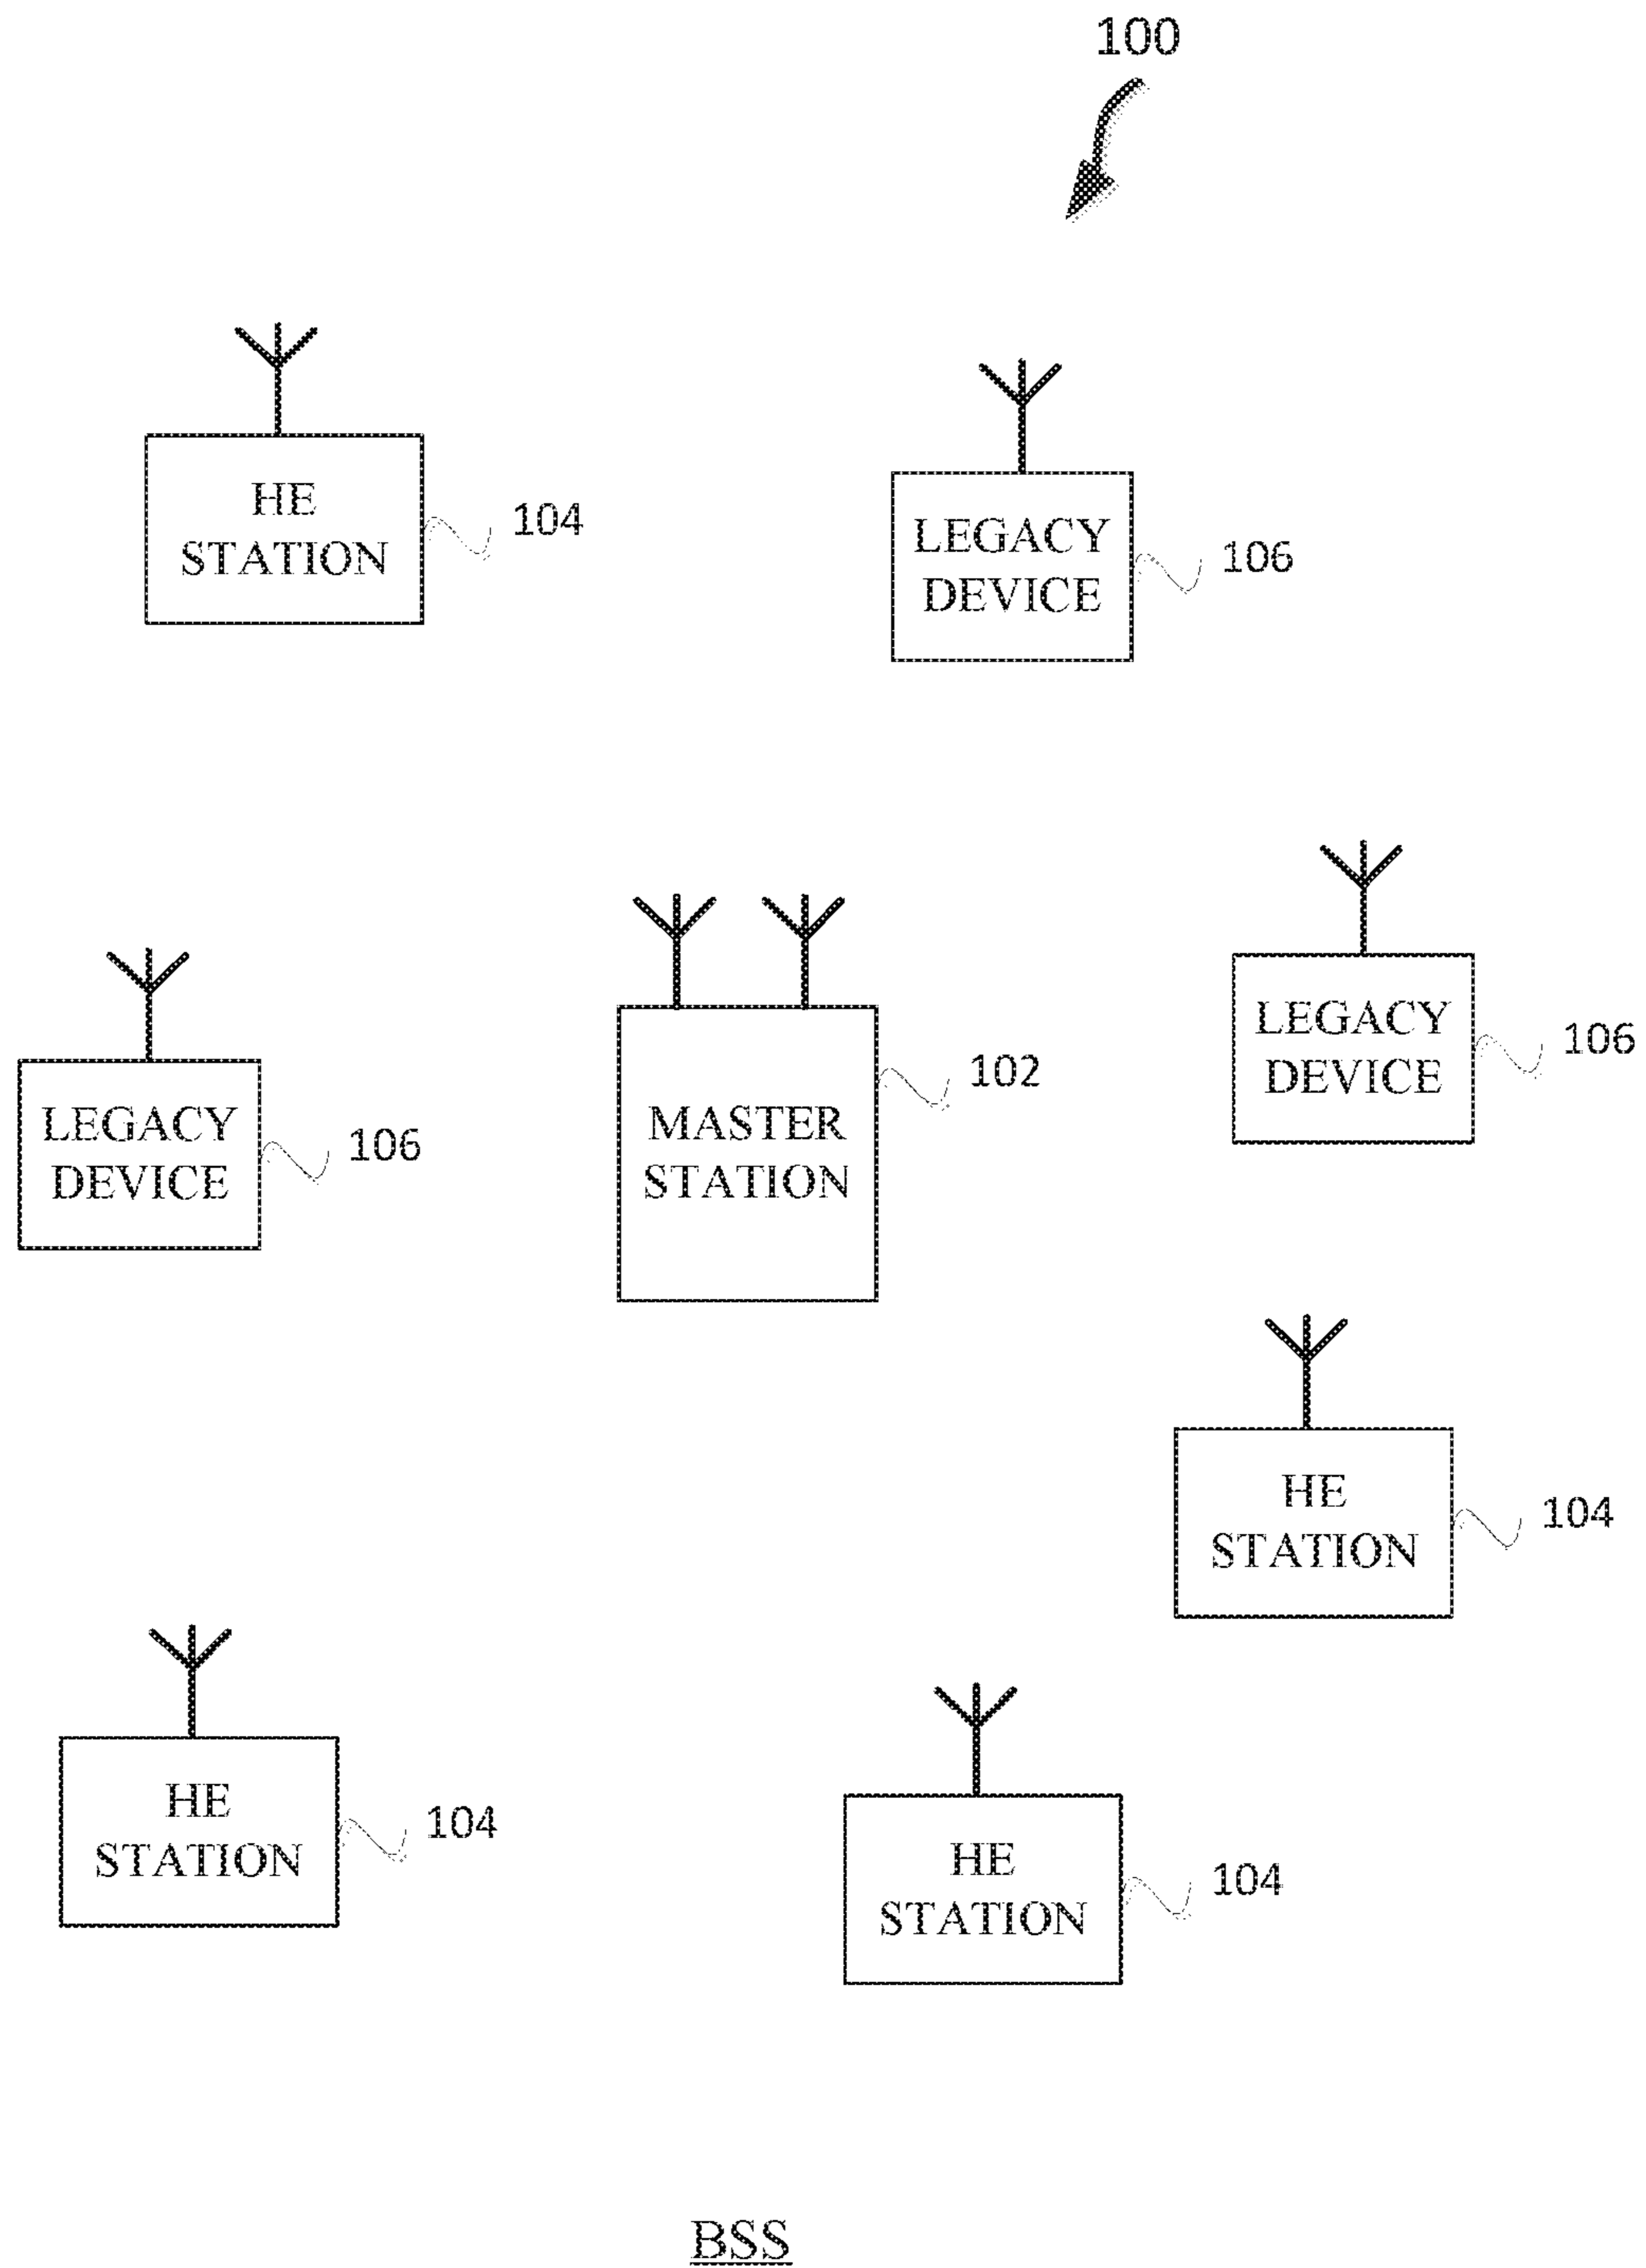 100
HE
STATION
104
LEGACY
DEVICE
106
LEGACY
DEVICE
106
MASTER
STATION
102
LEGACY
DEVICE
106
HE
STATION
104
HE
STATION
104
HE
STATION
104
BSS